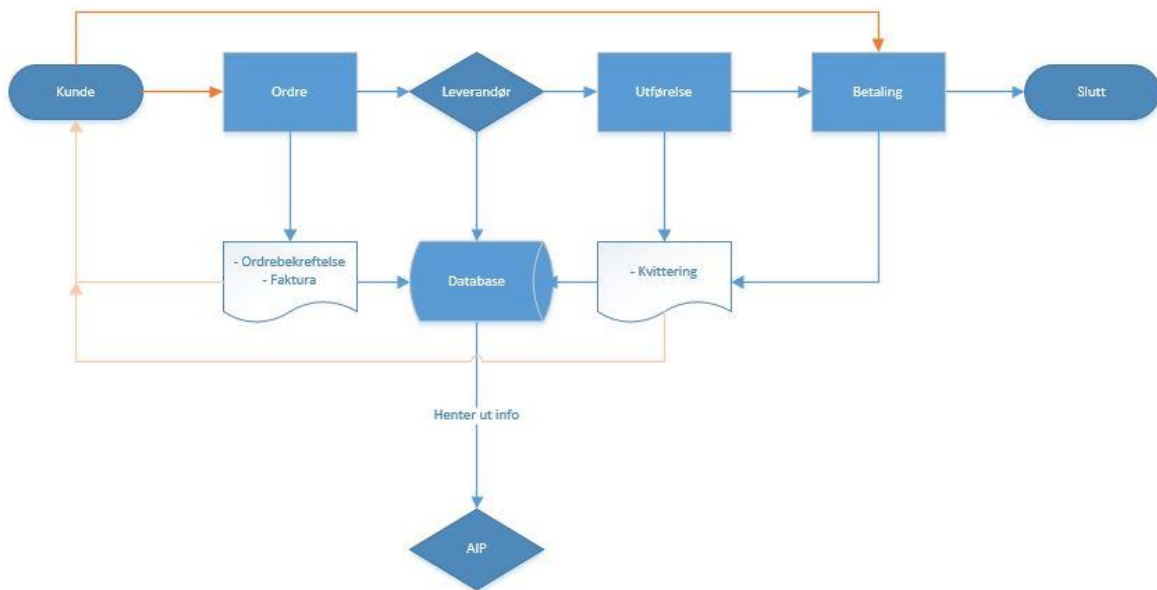 Kunde
Ordre
Leverandør
Utførelse
Betaling
Slutt
- Ordrebekreftelse
- Faktura
Database
- Kvittering
Henter ut info
AIP